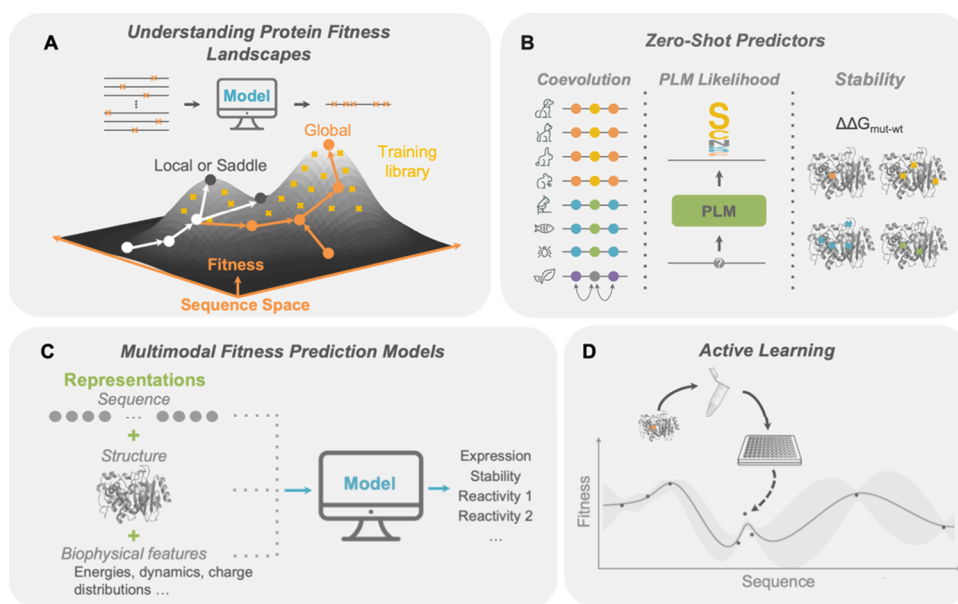 A
Understanding Protein Fitness
Landscapes
Model
Global
Local or Saddle
Training
library
Fitness
Sequence Space
B
Zero-Shot Predictors
Coevolution
PLM Likelihood
Stability
S
ΔΔGmut-wt
PLM
?
C
Multimodal Fitness Prediction Models
Representations
Sequence
...
+
Structure
+
Biophysical features
Energies, dynamics, charge
distributions ...
Model
Expression
Stability
Reactivity 1
Reactivity 2
...
D
Active Learning
Fitness
Sequence